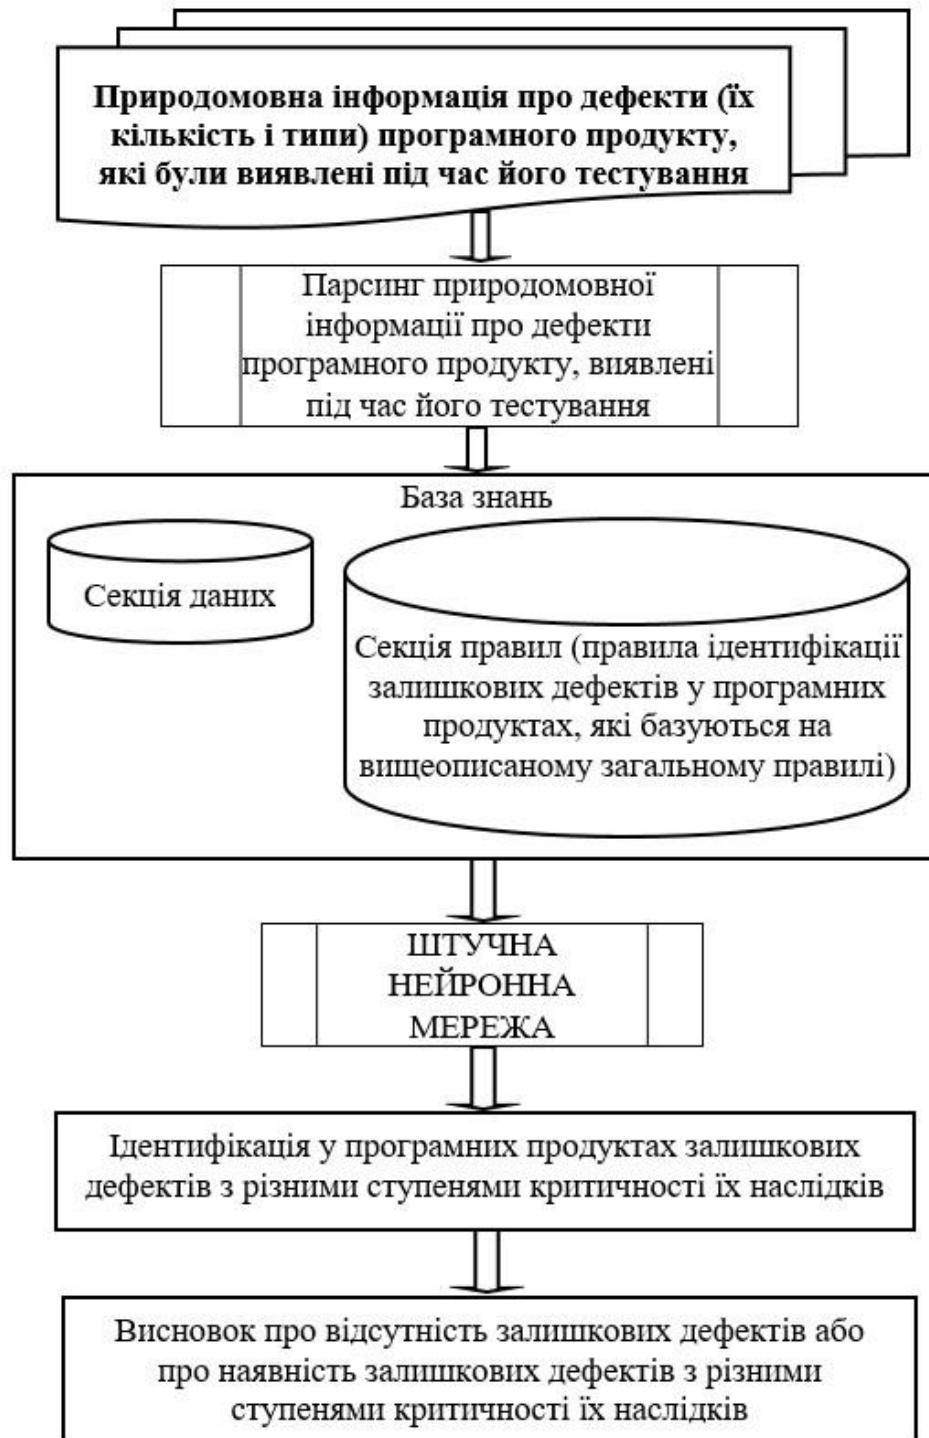 Природомовна інформація про дефекти (їх
кількість і типи) програмного продукту,
які були виявлені під час його тестування
Парсинг природомовної
інформації про дефекти
програмного продукту, виявлені
під час його тестування
База знань
Секція даних
Секція правил (правила ідентифікації
залишкових дефектів у програмних
продуктах, які базуються на
вищеописаному загальному правилі)
ШТУЧНА
НЕЙРОННА
МЕРЕЖА
Ідентифікація у програмних продуктах залишкових
дефектів з різними ступенями критичності їх наслідків
Висновок про відсутність залишкових дефектів або
про наявність залишкових дефектів з різними
ступенями критичності їх наслідків